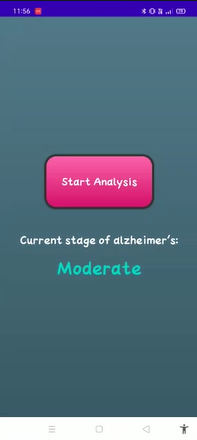 11:56
Start Analysis
Current stage of alzheimer's:
Moderate